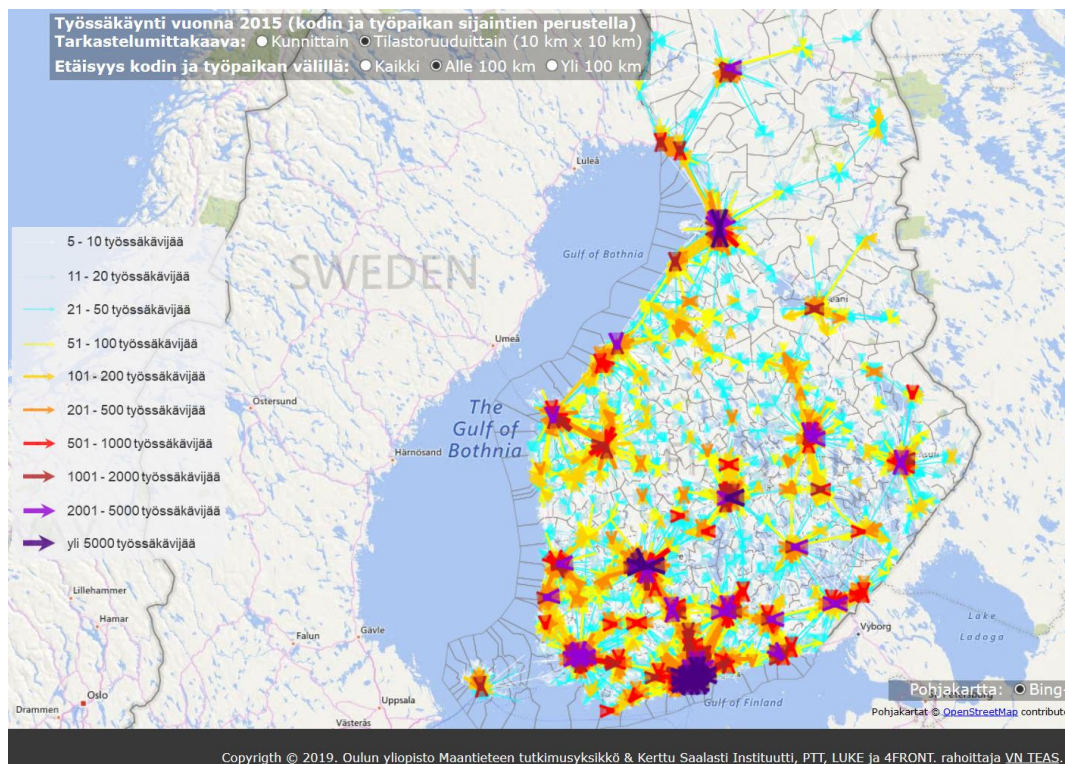 Työssäkäynti vuonna 2015 (kodin ja työpaikan sijaintien perustella)
Tarkastelumittakaava: Kunnittain Tilastoruuduittain (10 km x 10 km)
Etäisyys kodin ja työpaikan välillä: Kaikki Alle 100 km Yli 100 km
Luleå
5 - 10 työssäkävijää
Gulf of Bothnia
11 - 20 työssäkävijää
SWEDEN
21 - 50 työssäkävijää
51 - 100 työssäkävijää
Umeå
101 - 200 työssäkävijää
Östersund
201 - 500 työssäkävijää
The
Gulf of
Bothnia
501 - 1000 työssäkävijää
Härnösand
1001 - 2000 työssäkävijää
2001 - 5000 työssäkävijää
yli 5000 työssäkävijää
Lillehammer
Hamar
Falun
Gävle
Vyborg
Lake
Ladoga
Oslo
Uppsala
Drammen
Västerås
Gulf of Finland
Pohjakartta: Bing-
Petersburg
Pohjakartat © OpenStreetMap contribut
Copyrigth © 2019. Oulun yliopisto Maantieteen tutkimusyksikkö & Kerttu Saalasti Instituutti, PTT, LUKE ja 4FRONT. rahoittaja VN TEAS.